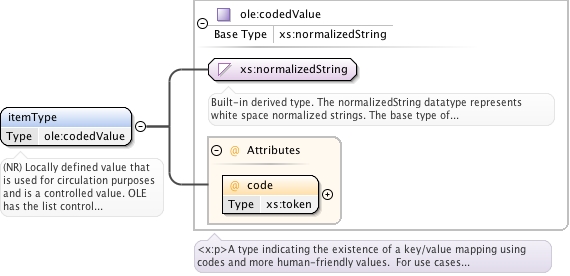 ole:codedValue
Base Type xs:normalizedString
xs:normalizedString
Built-in derived type. The normalizedString datatype represents
white space normalized strings. The base type of...
itemType
Type ole:codedValue
(NR) Locally defined value that
is used for circulation purposes
and is a controlled value. OLE
has the list control...
@ Attributes
@ code
Type xs:token
<x:p>A type indicating the existence of a key/value mapping using
codes and more human-friendly values.  For use cases...